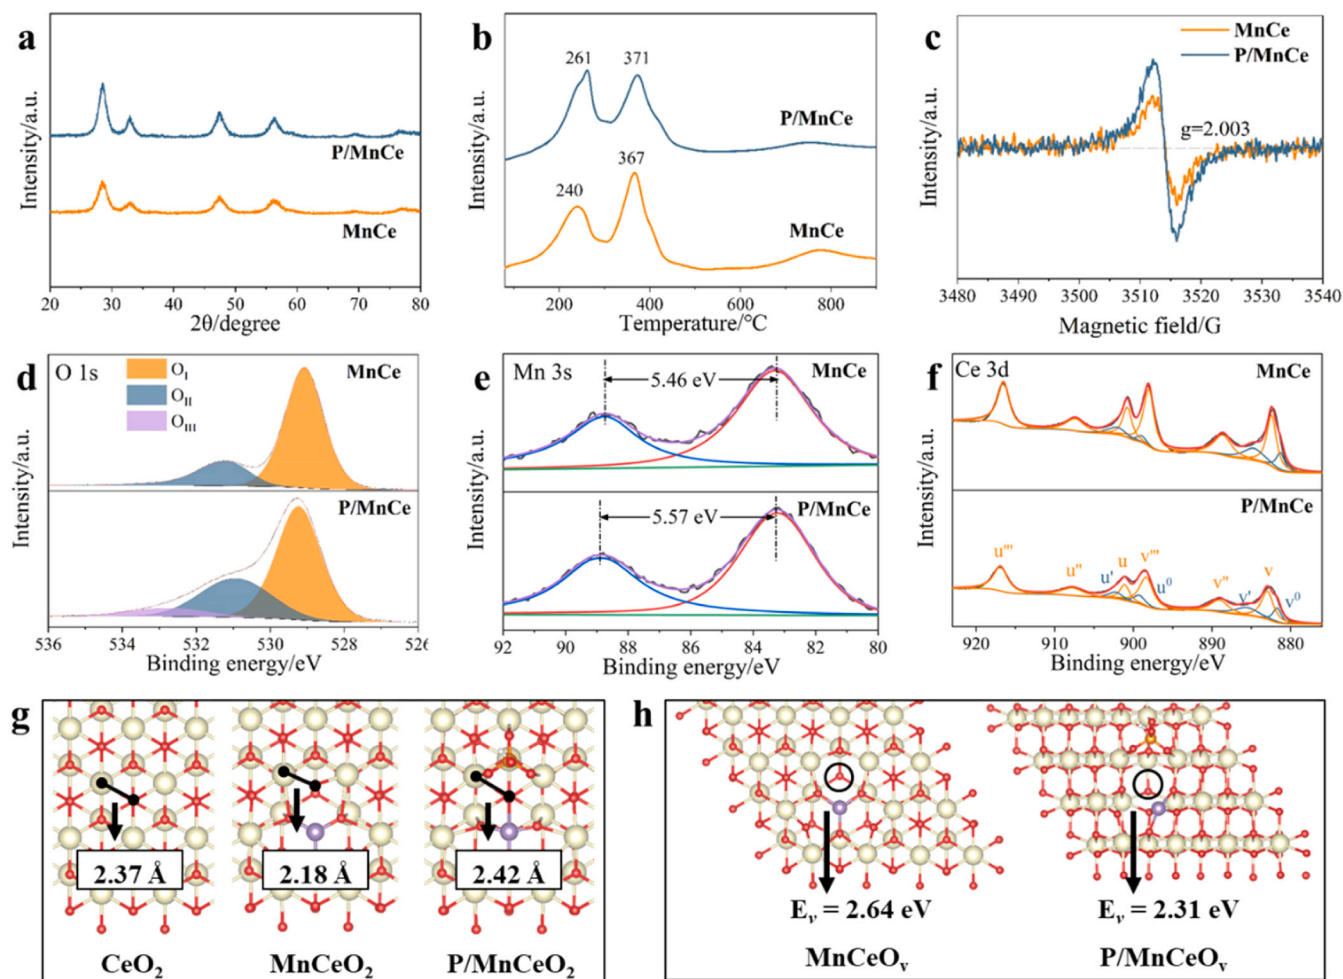 a
Intensity/a.u.
P/MnCe
MnCe
20 30 40 50 60 70 80
2θ/degree
b
Intensity/a.u.
261 371
P/MnCe
367
240
MnCe
200 400 600 800
Temperature/°C
c
Intensity/a.u.
MnCe
P/MnCe
g=2.003
3480 3490 3500 3510 3520 3530 3540
Magnetic field/G
d
Intensity/a.u.
O 1s
O_I
O_II
O_III
MnCe
P/MnCe
536 534 532 530 528 526
Binding energy/eV
e
Intensity/a.u.
Mn 3s
MnCe
5.46 eV
P/MnCe
5.57 eV
92 90 88 86 84 82 80
Binding energy/eV
f
Intensity/a.u.
Ce 3d
MnCe
P/MnCe
u''' u'' u' u v''' u⁰ v'' v' v v⁰
920 910 900 890 880
Binding energy/eV
g
2.37 Å 2.18 Å 2.42 Å
CeO₂ MnCeO₂ P/MnCeO₂
h
Eᵥ = 2.64 eV Eᵥ = 2.31 eV
MnCeOᵥ P/MnCeOᵥ